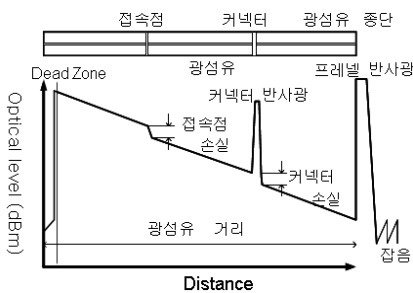 접속점 커넥터 광섬유 종단
광섬유
Dead Zone
프레넬 반사광
커넥터 반사광
접속점
손실
커넥터
손실
광섬유 거리
잡음
Optical level (dBm)
Distance